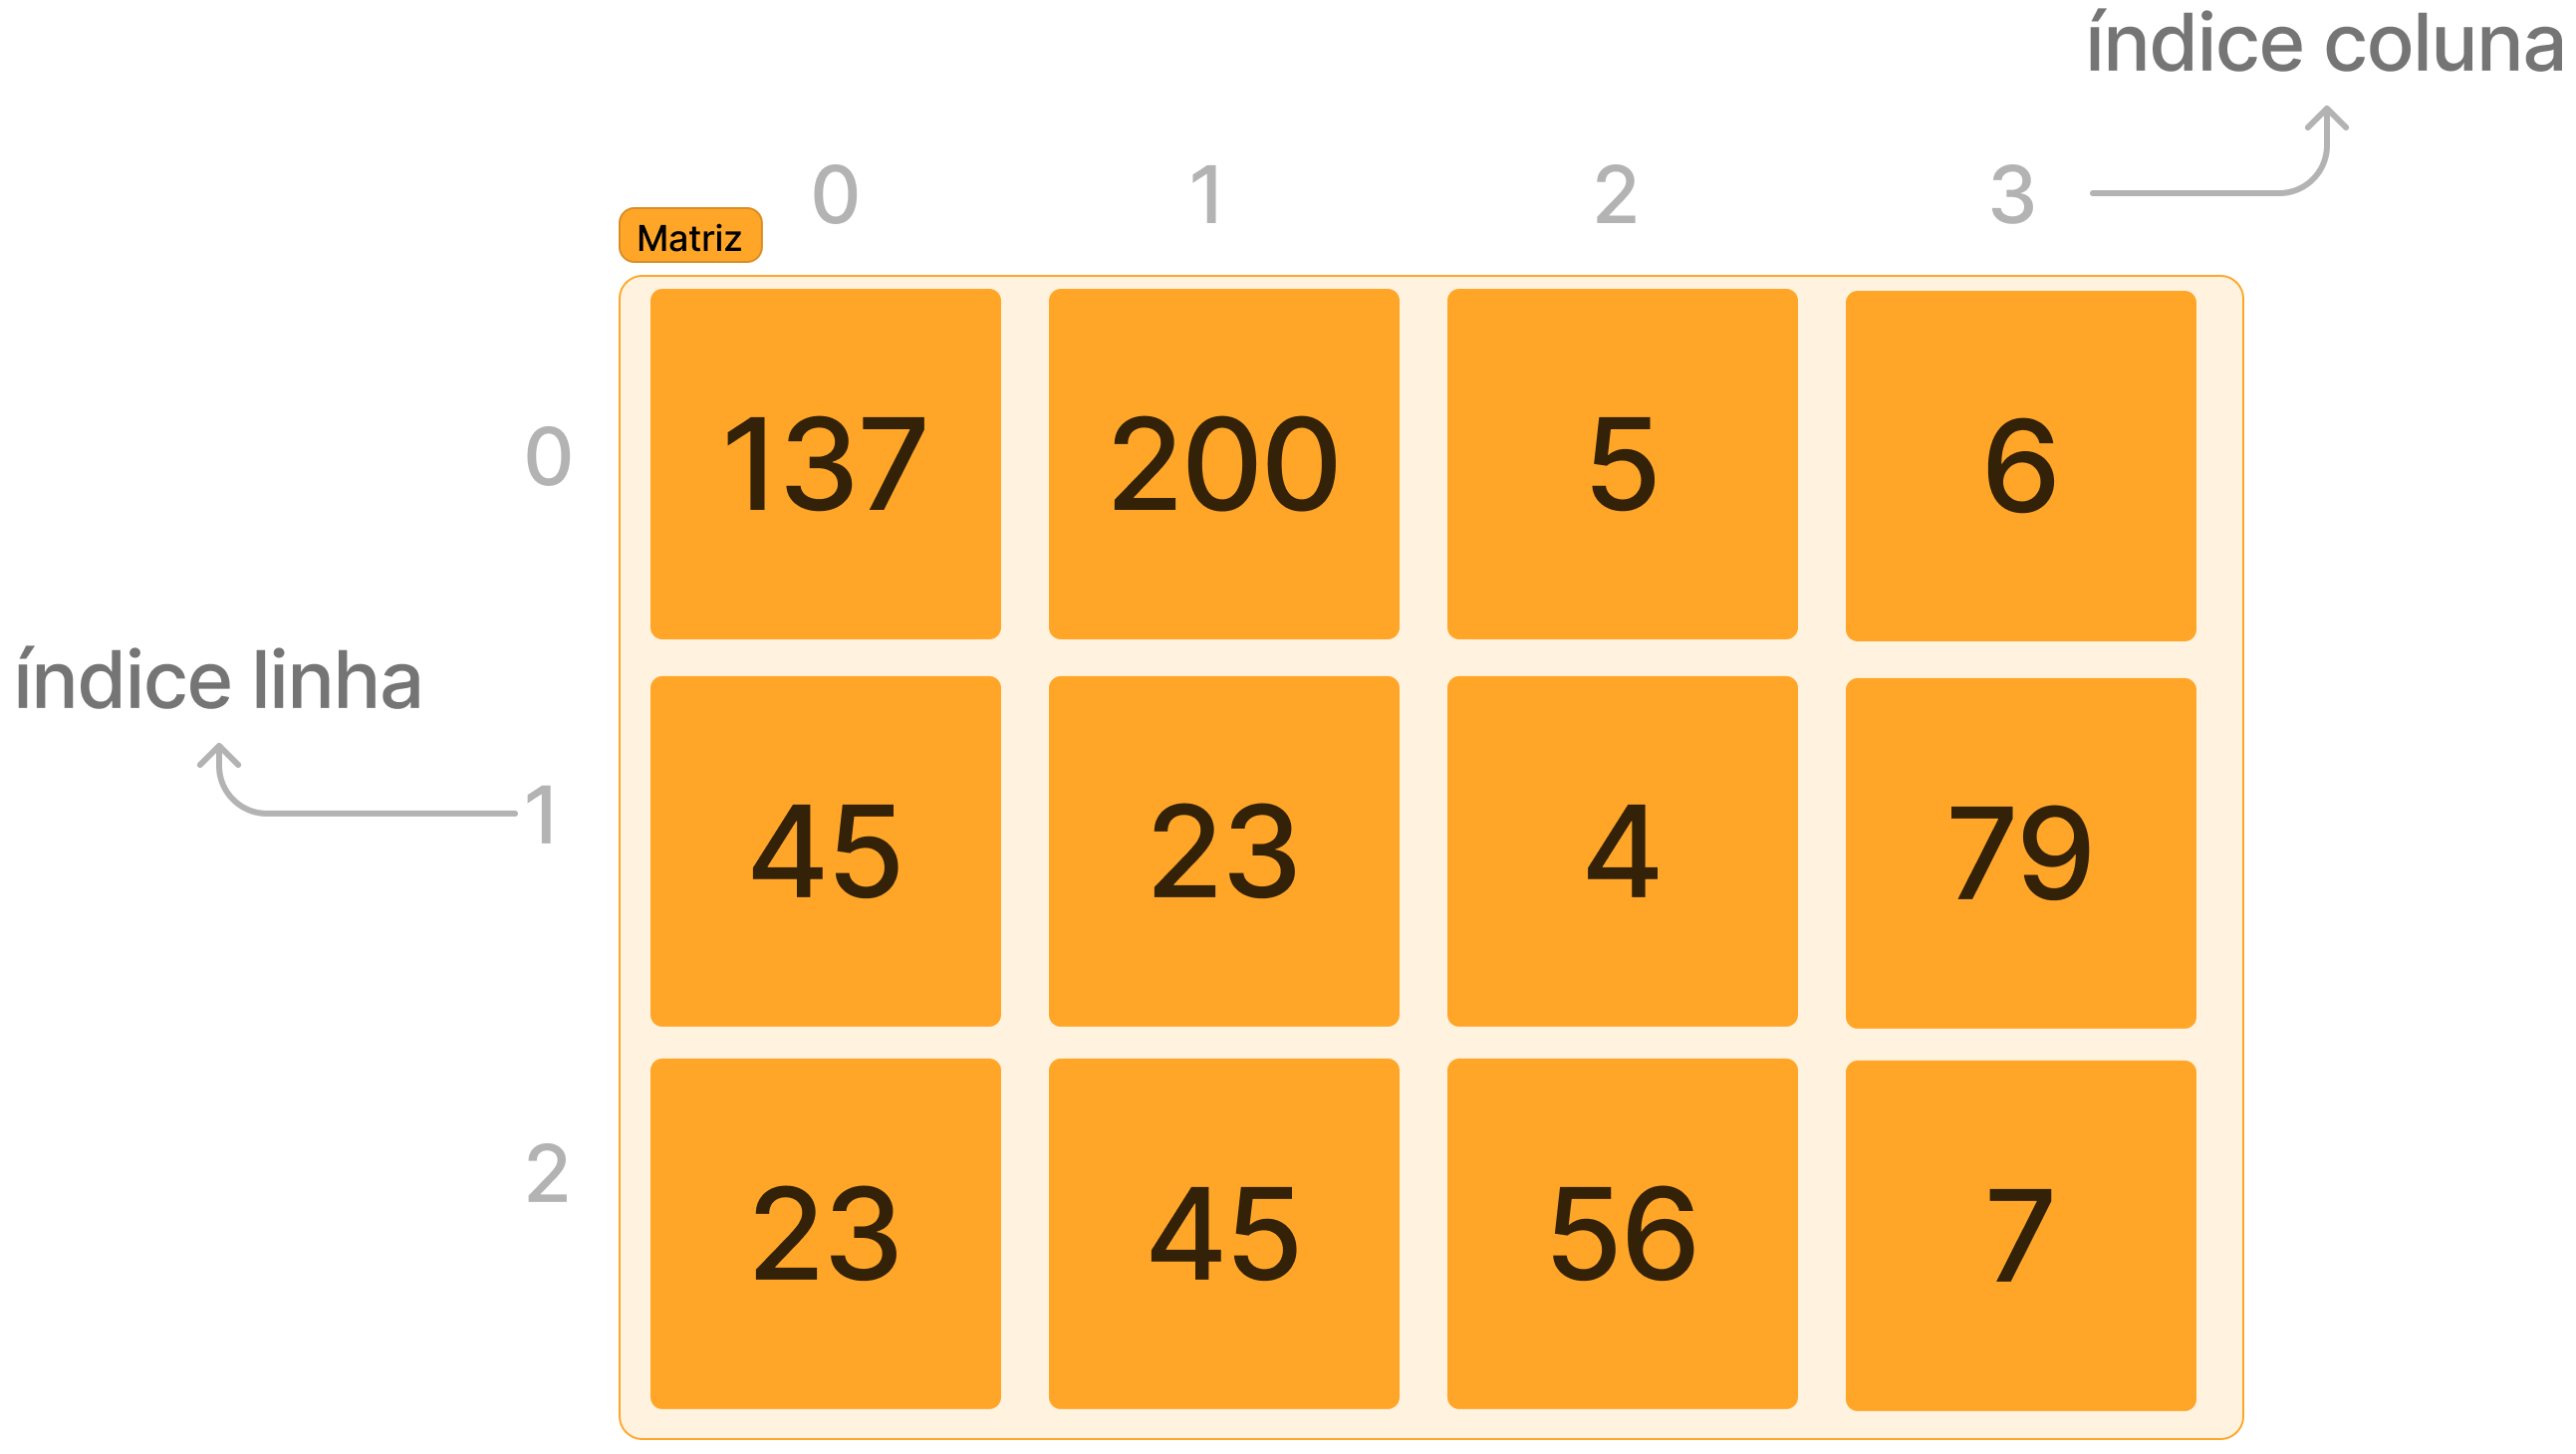 índice coluna
0 1 2 3
Matriz
0 137 200 5 6
índice linha
1 45 23 4 79
2 23 45 56 7